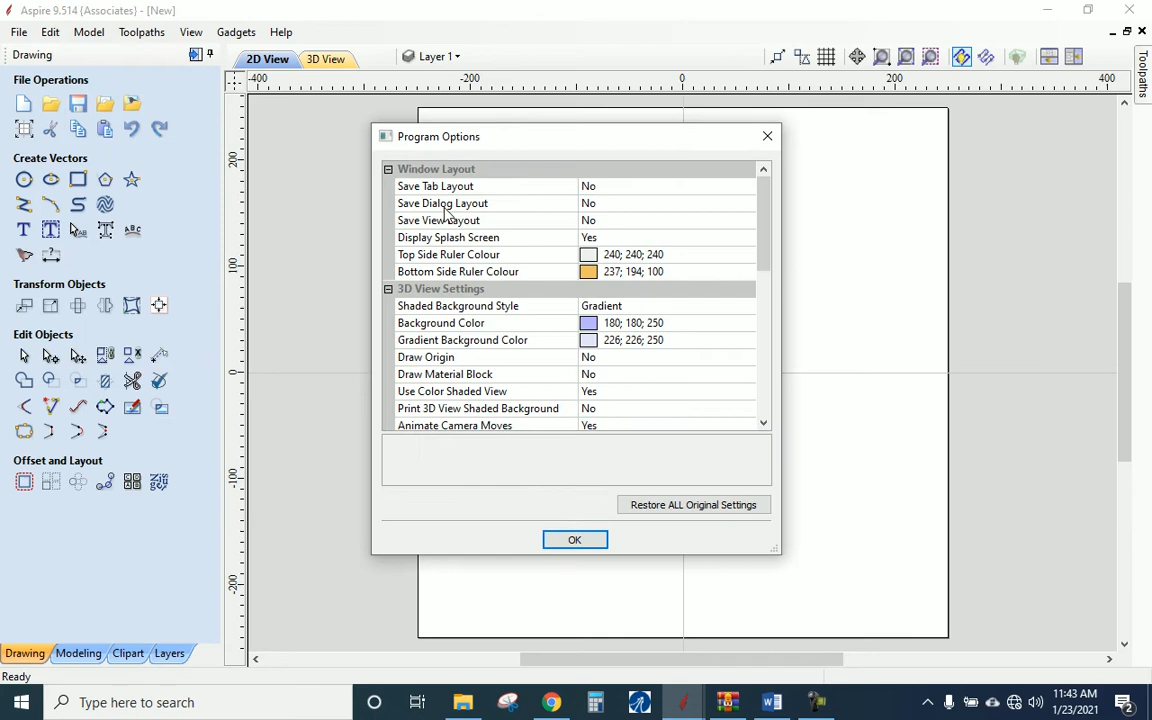 Aspire 9.514 {Associates} - [New]
File Edit Model Toolpaths View Gadgets Help
Drawing
2D View 3D View Layer 1
File Operations
-400 -200 0 200 400
Toolpaths
Create Vectors
Transform Objects
Edit Objects
Offset and Layout
200
100
0
-100
-200
Program Options
Window Layout
Save Tab Layout No
Save Dialog Layout No
Save View Layout No
Display Splash Screen Yes
Top Side Ruler Colour 240; 240; 240
Bottom Side Ruler Colour 237; 194; 100
3D View Settings
Shaded Background Style Gradient
Background Color 180; 180; 250
Gradient Background Color 226; 226; 250
Draw Origin No
Draw Material Block No
Use Color Shaded View Yes
Print 3D View Shaded Background No
Animate Camera Moves Yes
Restore ALL Original Settings
OK
Drawing Modeling Clipart Layers
Ready
Type here to search
11:43 AM
1/23/2021
2